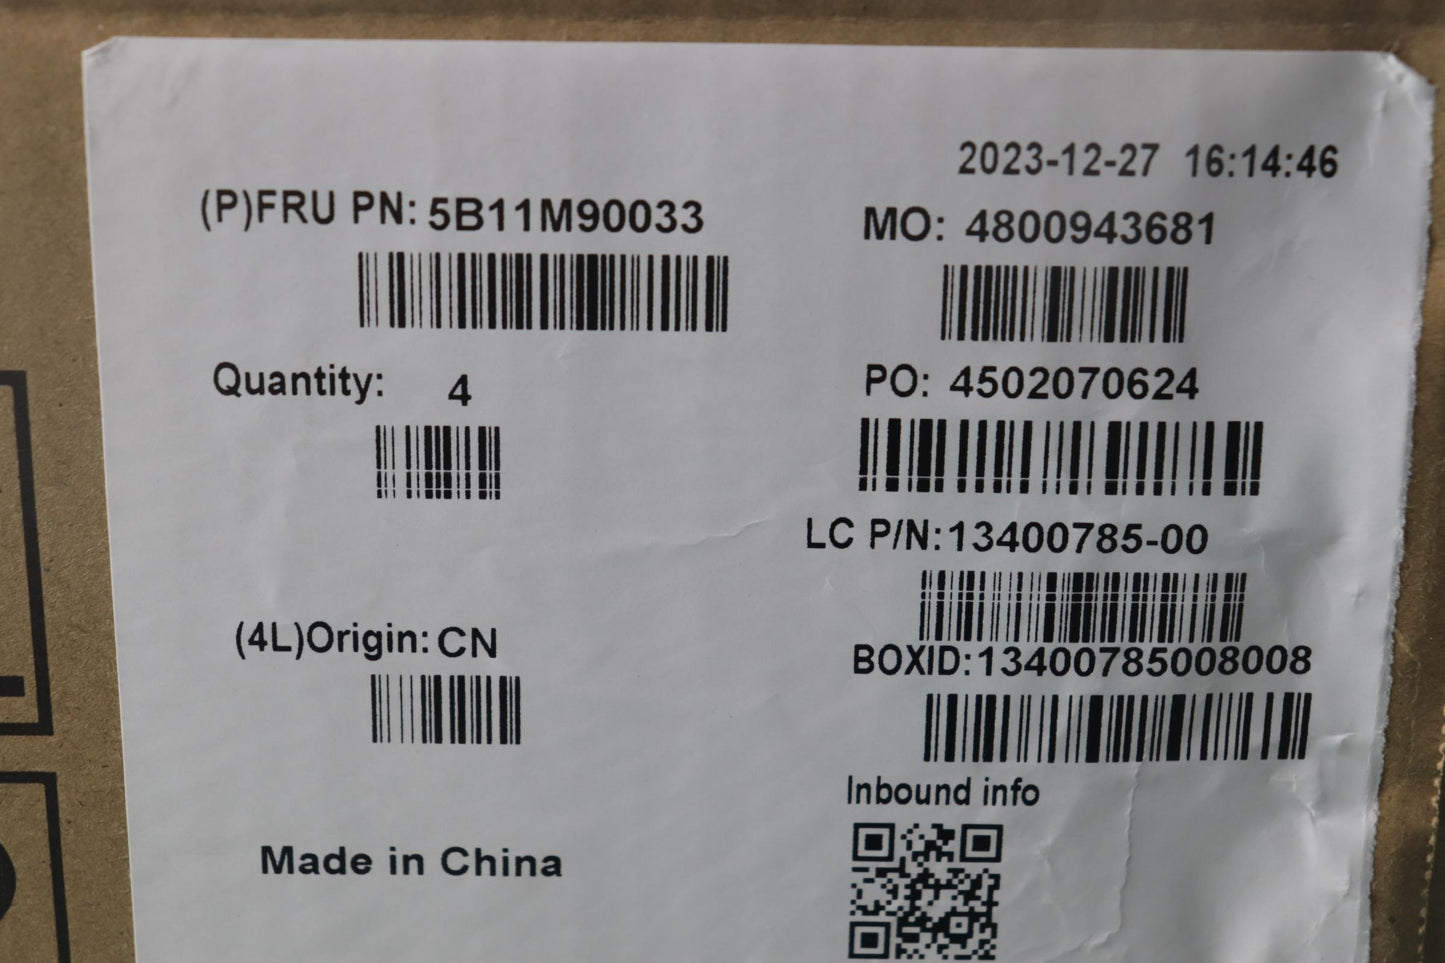 2023-12-27 16:14:46
(P)FRU PN: 5B11M90033
MO: 4800943681
Quantity: 4
PO: 4502070624
LC P/N:13400785-00
(4L)Origin:CN
BOXID:13400785008008
Inbound info
Made in China